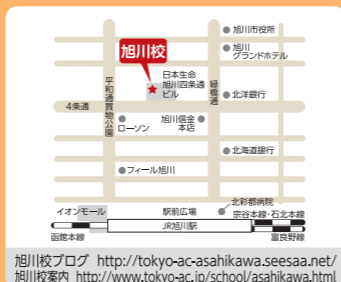 旭川市役所
旭川
グランドホテル
旭川校
日本生命
旭川四条通
ビル
平和通買物公園
緑橋通
北洋銀行
4条通
ローソン
旭川信金
本店
北海道銀行
フィール旭川
イオンモール
駅前広場
北彩都病院
宗谷本線・石北本線
JR旭川駅
函館本線
富良野線
旭川校ブログ http://tokyo-ac-asahikawa.seesaa.net/
旭川校案内 http://www.tokyo-ac.jp/school/asahikawa.html